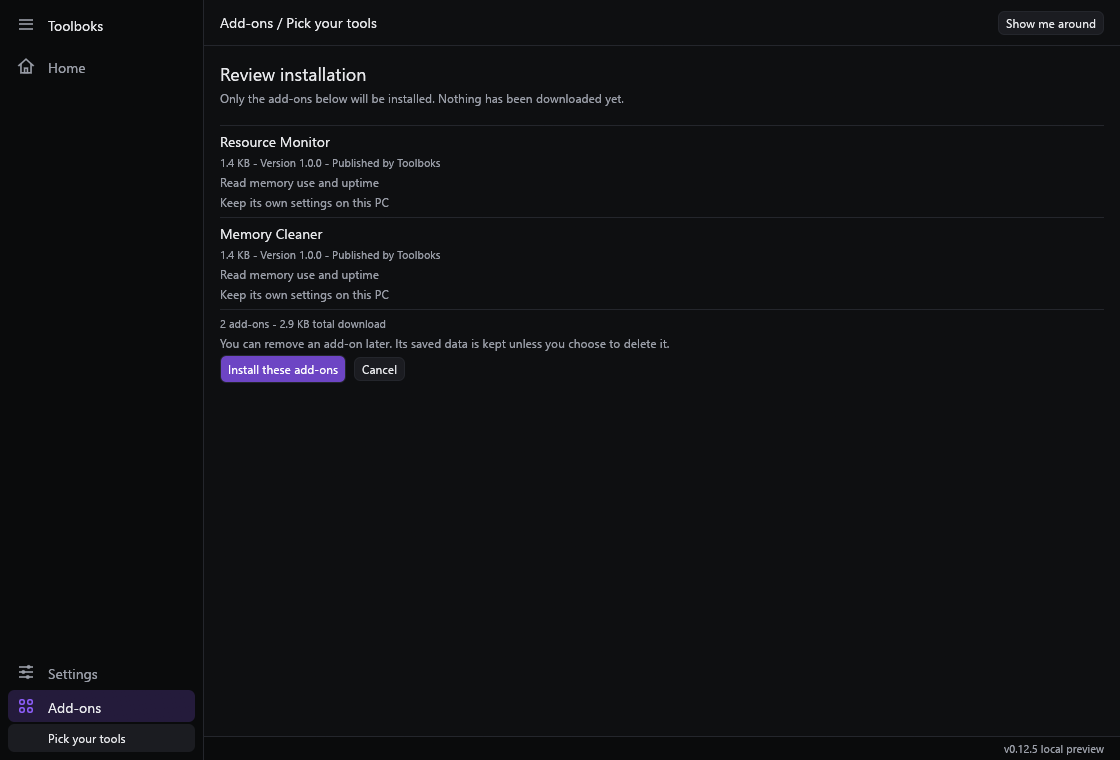 Toolboks
Home
Settings
Add-ons
Pick your tools
Add-ons / Pick your tools
Show me around
Review installation
Only the add-ons below will be installed. Nothing has been downloaded yet.
Resource Monitor
1.4 KB - Version 1.0.0 - Published by Toolboks
Read memory use and uptime
Keep its own settings on this PC
Memory Cleaner
1.4 KB - Version 1.0.0 - Published by Toolboks
Read memory use and uptime
Keep its own settings on this PC
2 add-ons - 2.9 KB total download
You can remove an add-on later. Its saved data is kept unless you choose to delete it.
Install these add-ons
Cancel
v0.12.5 local preview